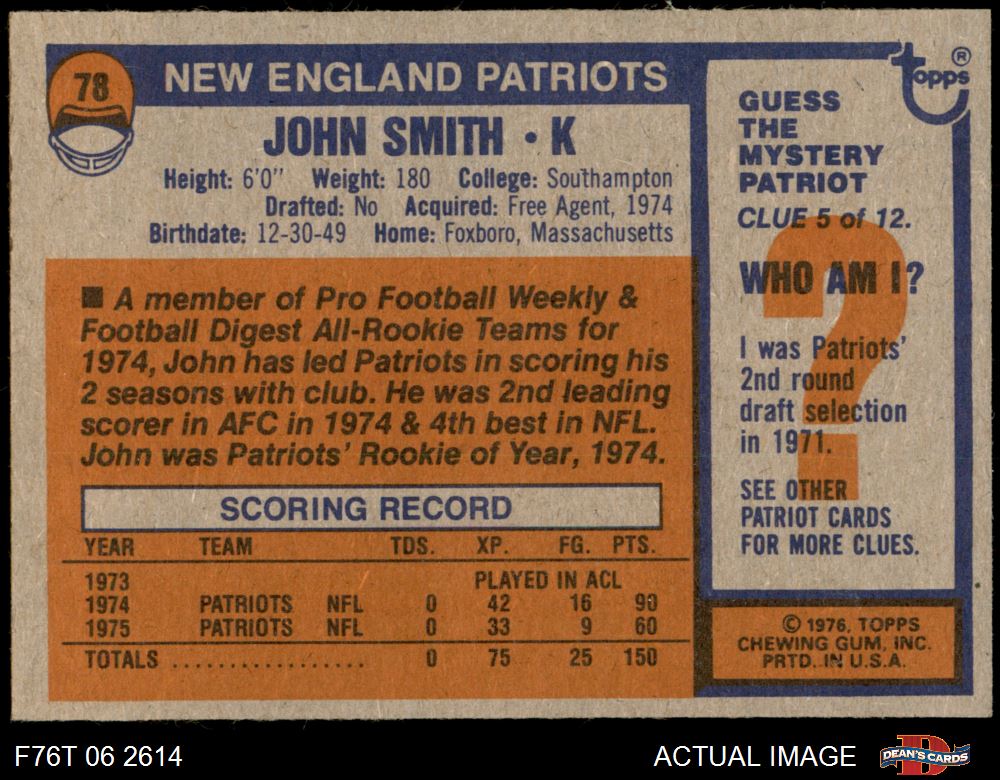 78
NEW ENGLAND PATRIOTS
JOHN SMITH • K
Height: 6'0" Weight: 180 College: Southampton
Drafted: No Acquired: Free Agent, 1974
Birthdate: 12-30-49 Home: Foxboro, Massachusetts
■ A member of Pro Football Weekly &
Football Digest All-Rookie Teams for
1974, John has led Patriots in scoring his
2 seasons with club. He was 2nd leading
scorer in AFC in 1974 & 4th best in NFL.
John was Patriots' Rookie of Year, 1974.
SCORING RECORD
YEAR TEAM TDS. XP. FG. PTS.
1973 PLAYED IN ACL
1974 PATRIOTS NFL 0 42 16 90
1975 PATRIOTS NFL 0 33 9 60
TOTALS .................. 0 75 25 150
Topps ®
GUESS
THE
MYSTERY
PATRIOT
CLUE 5 of 12.
?
WHO AM I?
I was Patriots'
2nd round
draft selection
in 1971.
SEE OTHER
PATRIOT CARDS
FOR MORE CLUES.
© 1976, TOPPS
CHEWING GUM, INC.
PRTD. IN U.S.A.
F76T 06 2614
ACTUAL IMAGE
D
DEAN'S CARDS